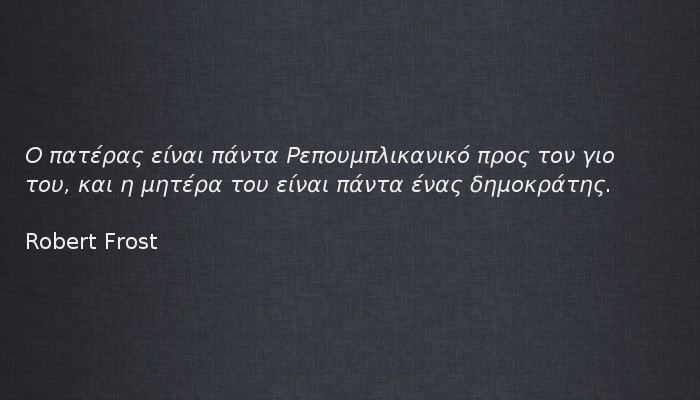 Ο πατέρας είναι πάντα Ρεπουμπλικανικό προς τον γιο
του, και η μητέρα του είναι πάντα ένας δημοκράτης.
Robert Frost